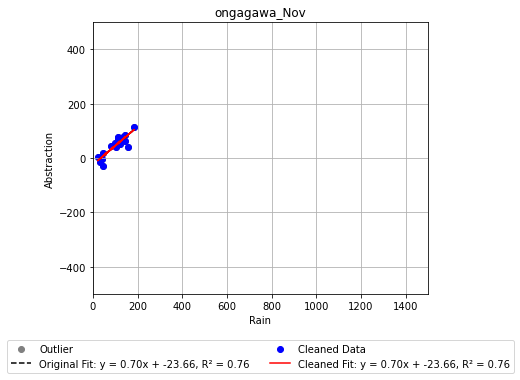 ongagawa_Nov
400
200
0
−200
−400
Abstraction
0 200 400 600 800 1000 1200 1400
Rain
Outlier
Cleaned Data
Original Fit: y = 0.70x + -23.66, R² = 0.76
Cleaned Fit: y = 0.70x + -23.66, R² = 0.76